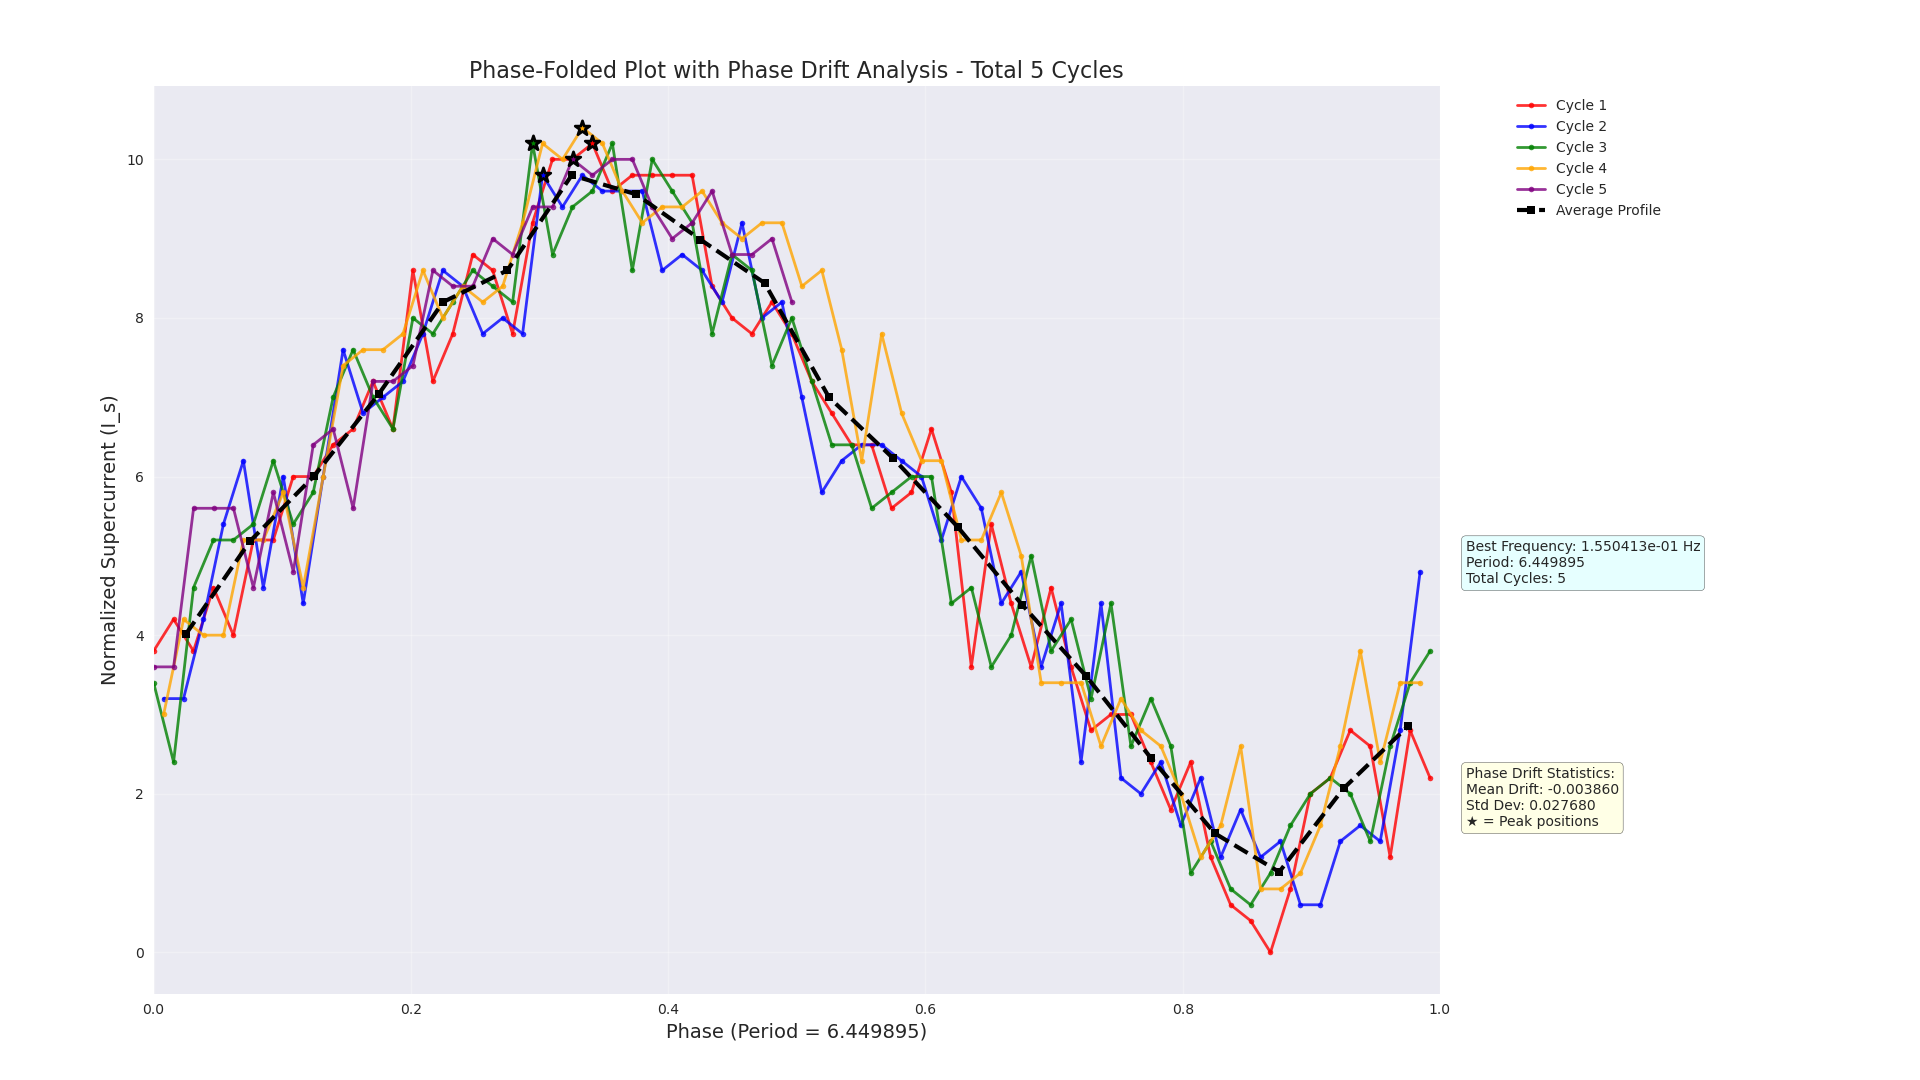 Phase-Folded Plot with Phase Drift Analysis - Total 5 Cycles
Normalized Supercurrent (I_s)
10
8
6
4
2
0
0.0
0.2
0.4
0.6
0.8
1.0
Phase (Period = 6.449895)
Cycle 1
Cycle 2
Cycle 3
Cycle 4
Cycle 5
Average Profile
Best Frequency: 1.550413e-01 Hz
Period: 6.449895
Total Cycles: 5
Phase Drift Statistics:
Mean Drift: -0.003860
Std Dev: 0.027680
★ = Peak positions